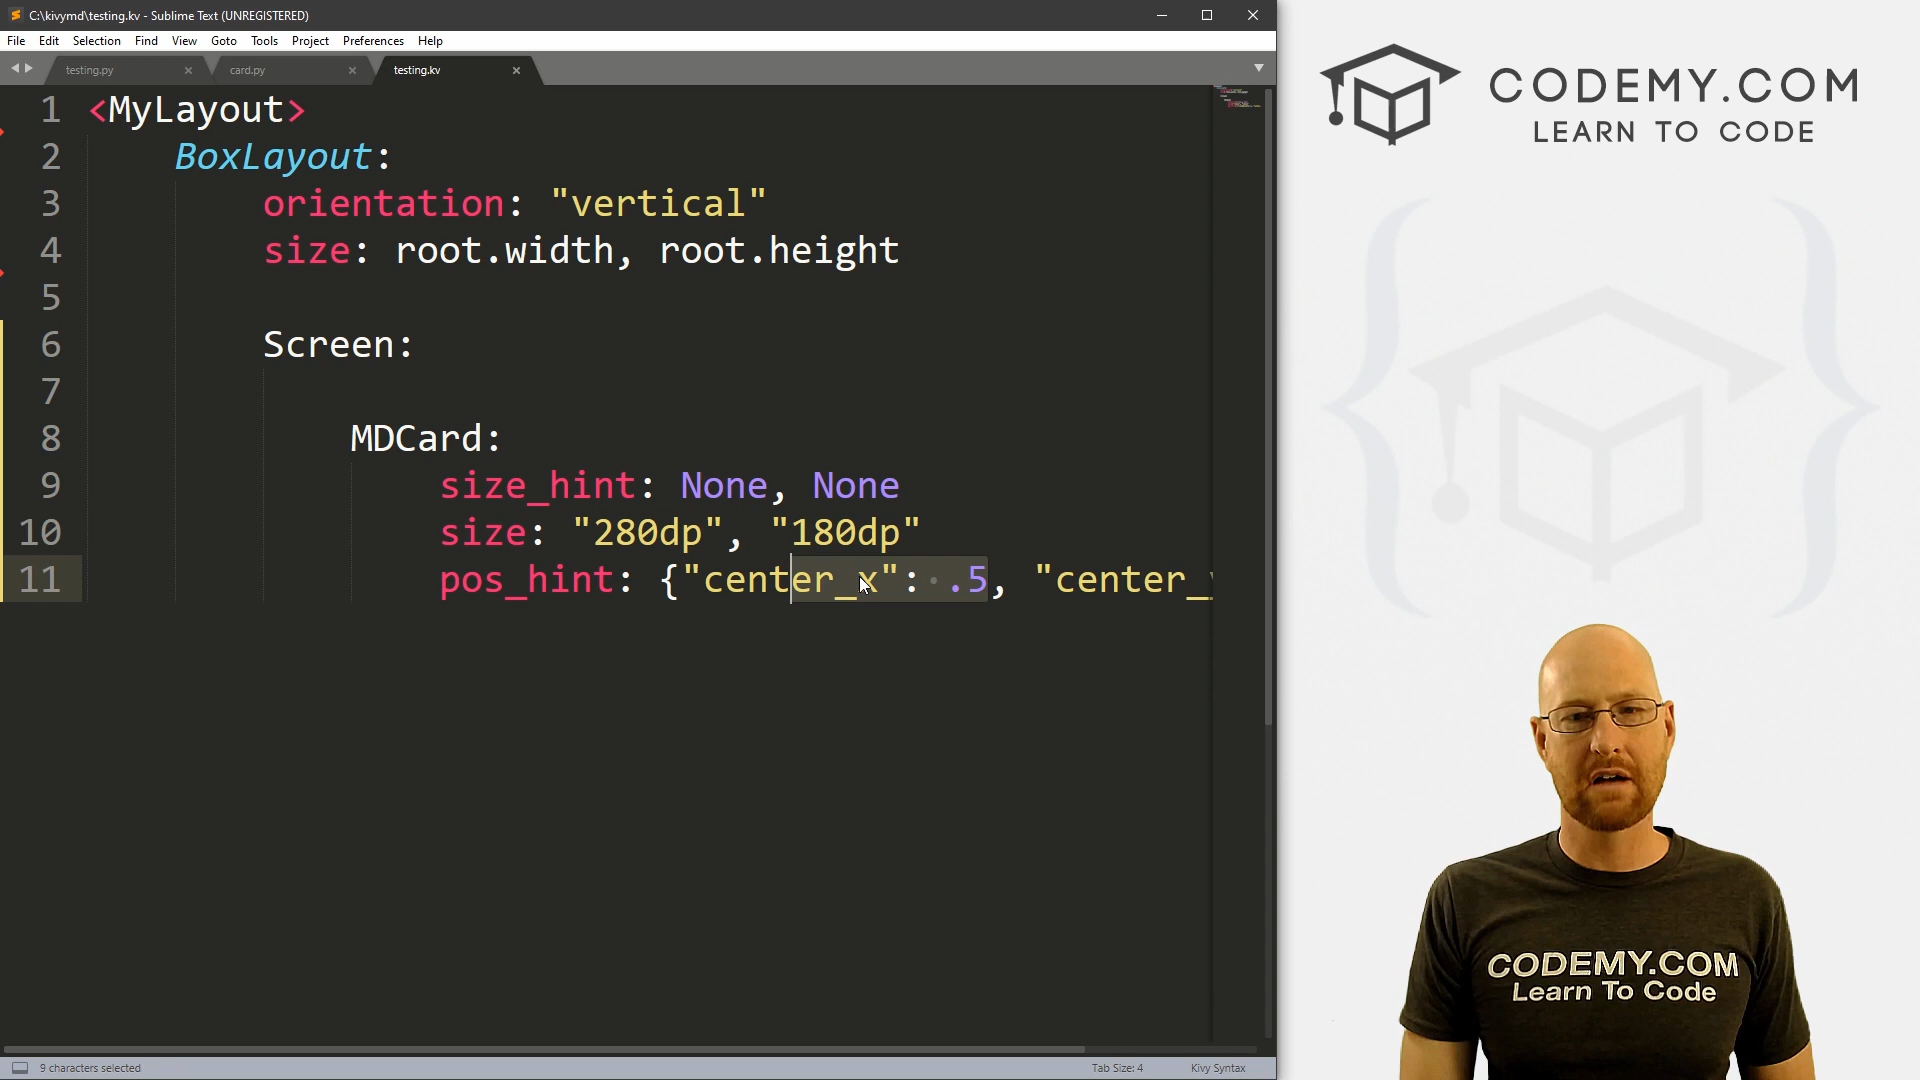 C:\kivymd\testing.kv - Sublime Text (UNREGISTERED)
File Edit Selection Find View Goto Tools Project Preferences Help
testing.py card.py testing.kv
1 <MyLayout>
2 BoxLayout:
3 orientation: "vertical"
4 size: root.width, root.height
5
6 Screen:
7
8 MDCard:
9 size_hint: None, None
10 size: "280dp", "180dp"
11 pos_hint: {"center_x": .5, "center_
9 characters selected Tab Size: 4 Kivy Syntax
CODEMY.COM
LEARN TO CODE
CODEMY.COM
Learn To Code